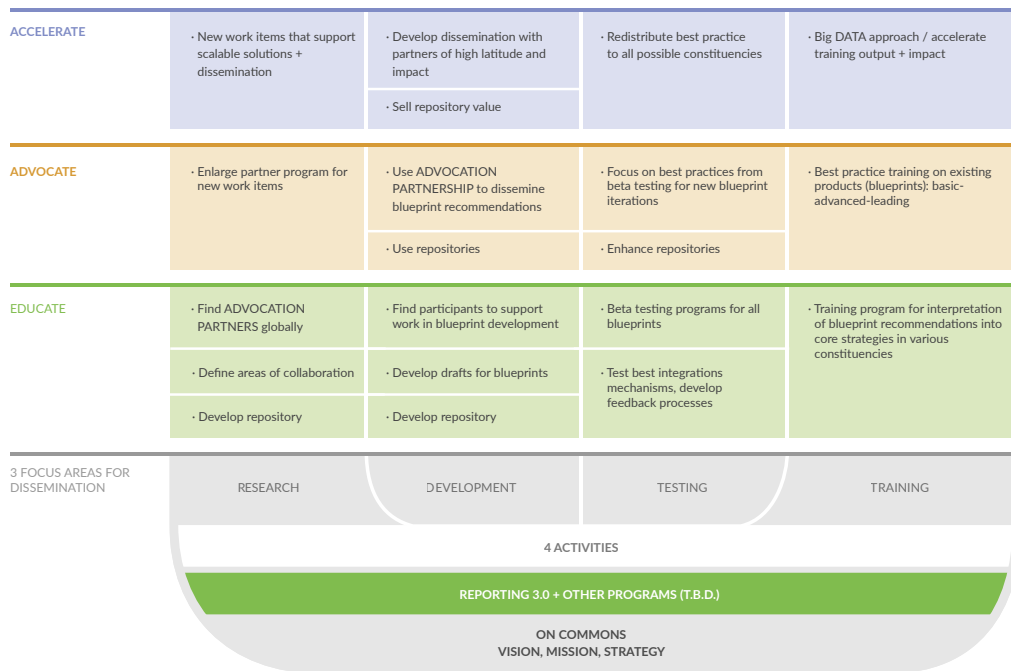 ACCELERATE
· New work items that support
scalable solutions +
dissemination
· Develop dissemination with
partners of high latitude and
impact
· Sell repository value
· Redistribute best practice
to all possible constituencies
· Big DATA approach / accelerate
training output + impact
ADVOCATE
· Enlarge partner program for
new work items
· Use ADVOCATION
PARTNERSHIP to dissemine
blueprint recommendations
· Use repositories
· Focus on best practices from
beta testing for new blueprint
iterations
· Enhance repositories
· Best practice training on existing
products (blueprints): basic-
advanced-leading
EDUCATE
· Find ADVOCATION
PARTNERS globally
· Define areas of collaboration
· Develop repository
· Find participants to support
work in blueprint development
· Develop drafts for blueprints
· Develop repository
· Beta testing programs for all
blueprints
· Test best integrations
mechanisms, develop
feedback processes
· Training program for interpretation
of blueprint recommendations into
core strategies in various
constituencies
3 FOCUS AREAS FOR
DISSEMINATION
RESEARCH
DEVELOPMENT
TESTING
TRAINING
4 ACTIVITIES
REPORTING 3.0 + OTHER PROGRAMS (T.B.D.)
ON COMMONS
VISION, MISSION, STRATEGY